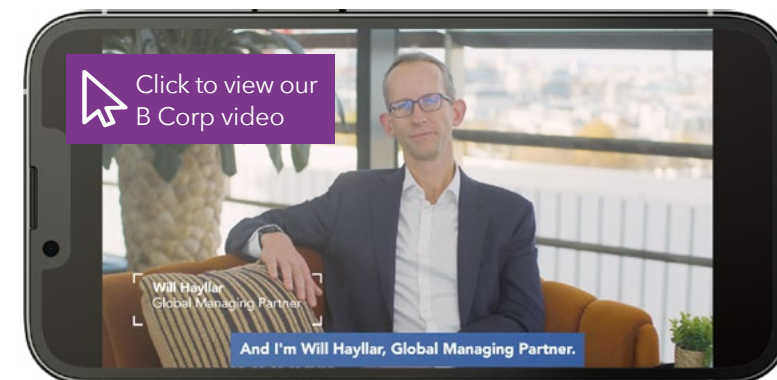 Click to view our
B Corp video
Will Hayllar
Global Managing Partner
And I'm Will Hayllar, Global Managing Partner.